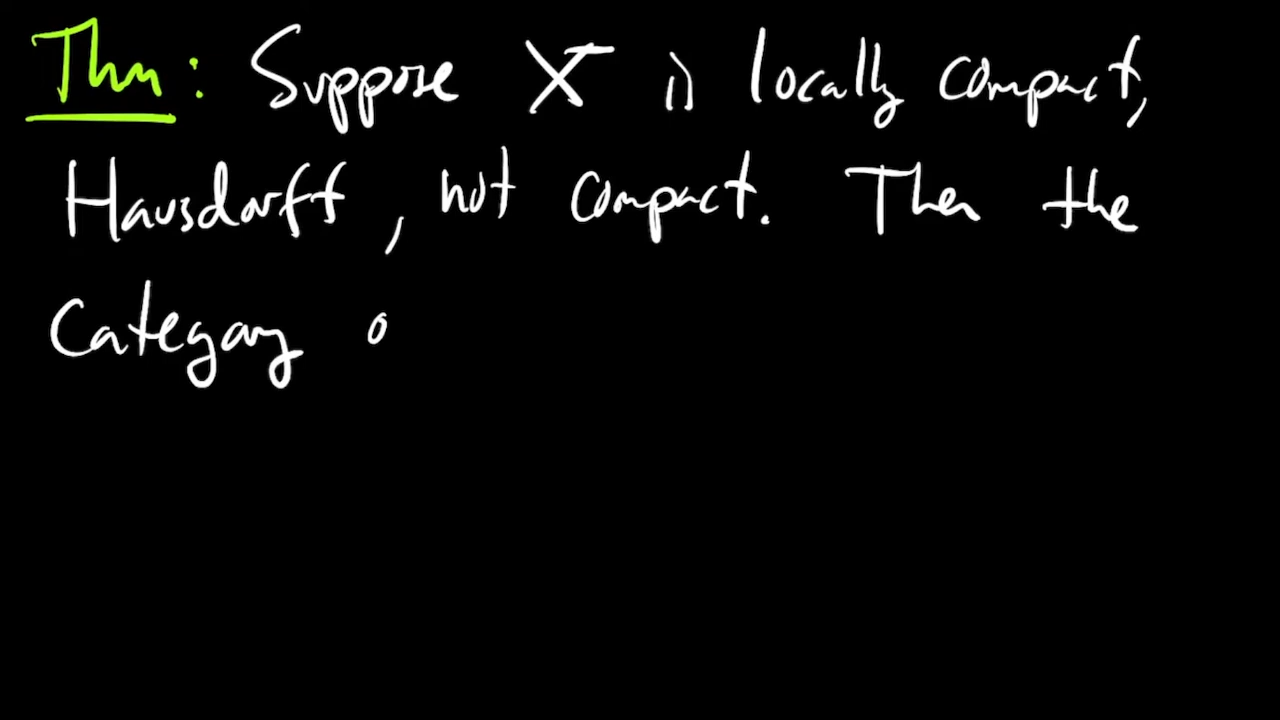 Thm: Suppose X is locally compact,
Hausdorff, not compact. Then the
Category o